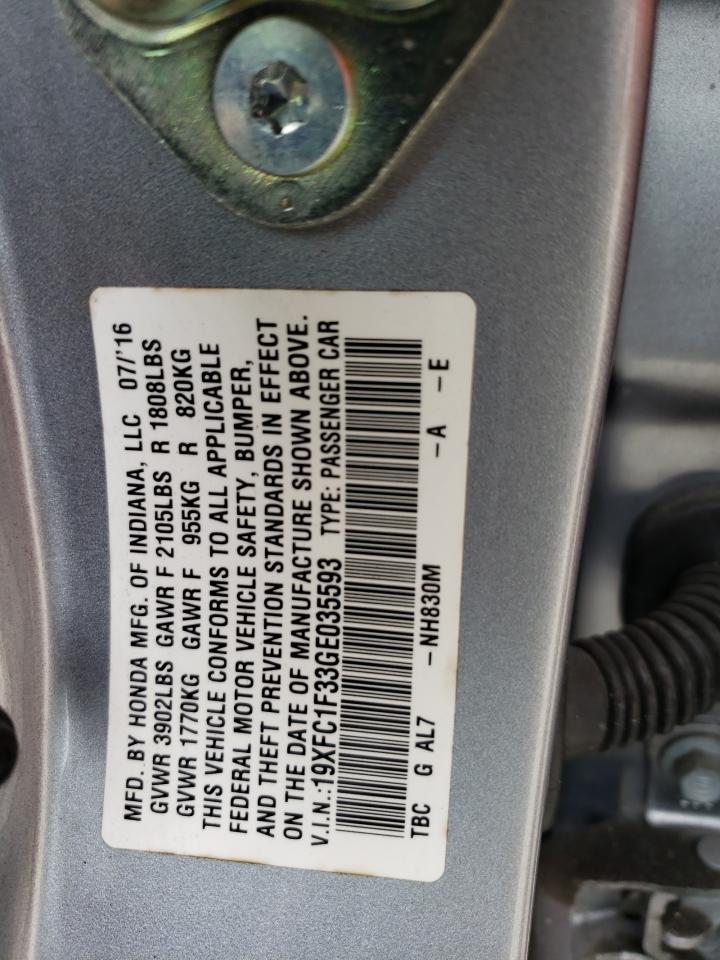 MFD. BY HONDA MFG. OF INDIANA, LLC 07/'16
GVWR 3902LBS GAWR F 2105LBS R 1808LBS
GVWR 1770KG GAWR F 955KG R 820KG
THIS VEHICLE CONFORMS TO ALL APPLICABLE
FEDERAL MOTOR VEHICLE SAFETY, BUMPER,
AND THEFT PREVENTION STANDARDS IN EFFECT
ON THE DATE OF MANUFACTURE SHOWN ABOVE.
V.I.N.:19XFC1F33GE035593 TYPE: PASSENGER CAR
TBC G AL7 -NH830M -A -E